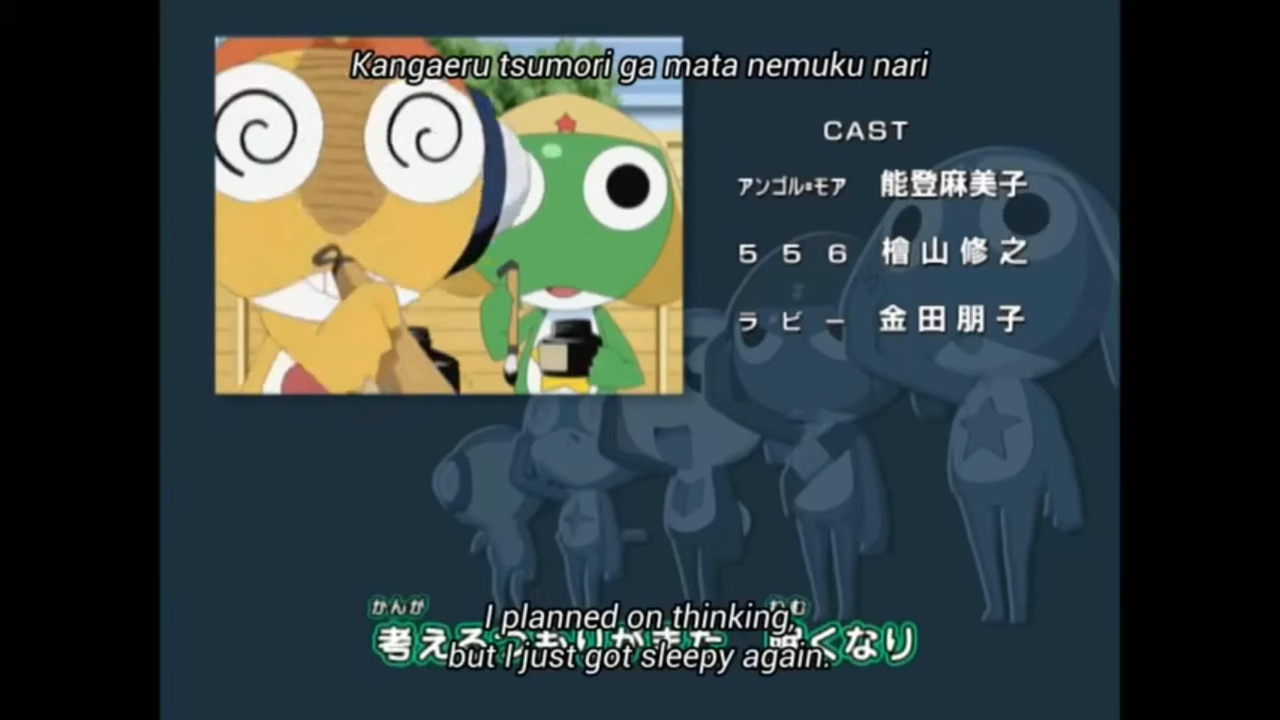 Kangaeru tsumori ga mata nemuku nari
CAST
アンゴル＝モア 能登麻美子
５５６ 檜山修之
ラビー 金田朋子
かんが ねむ
考えるつもりがまた 眠くなり
I planned on thinking,
but I just got sleepy again.